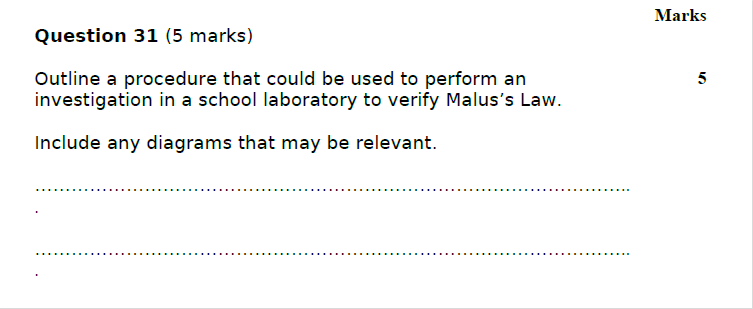 Marks
Question 31 (5 marks)
Outline a procedure that could be used to perform an 5
investigation in a school laboratory to verify Malus’s Law.
Include any diagrams that may be relevant.
………………………………………………………………………………………..
.
………………………………………………………………………………………..
.